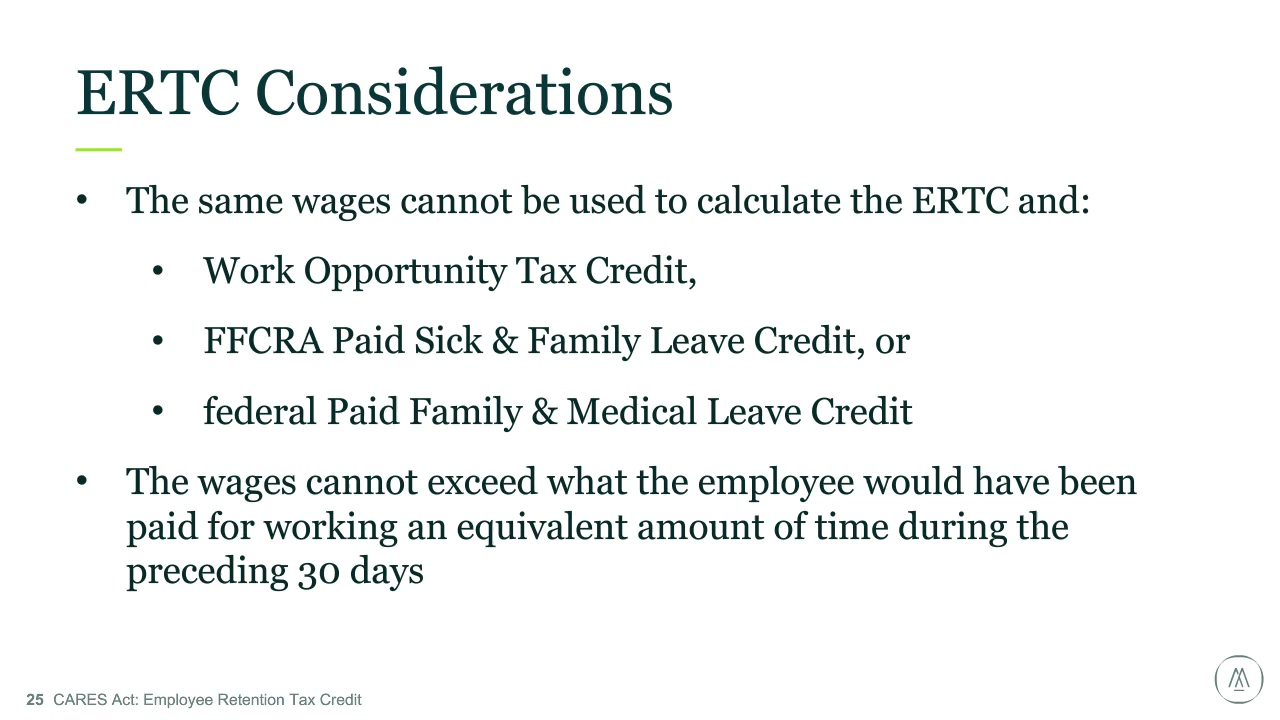 ERTC Considerations
• The same wages cannot be used to calculate the ERTC and:
• Work Opportunity Tax Credit,
• FFCRA Paid Sick & Family Leave Credit, or
• federal Paid Family & Medical Leave Credit
• The wages cannot exceed what the employee would have been
paid for working an equivalent amount of time during the
preceding 30 days
25 CARES Act: Employee Retention Tax Credit